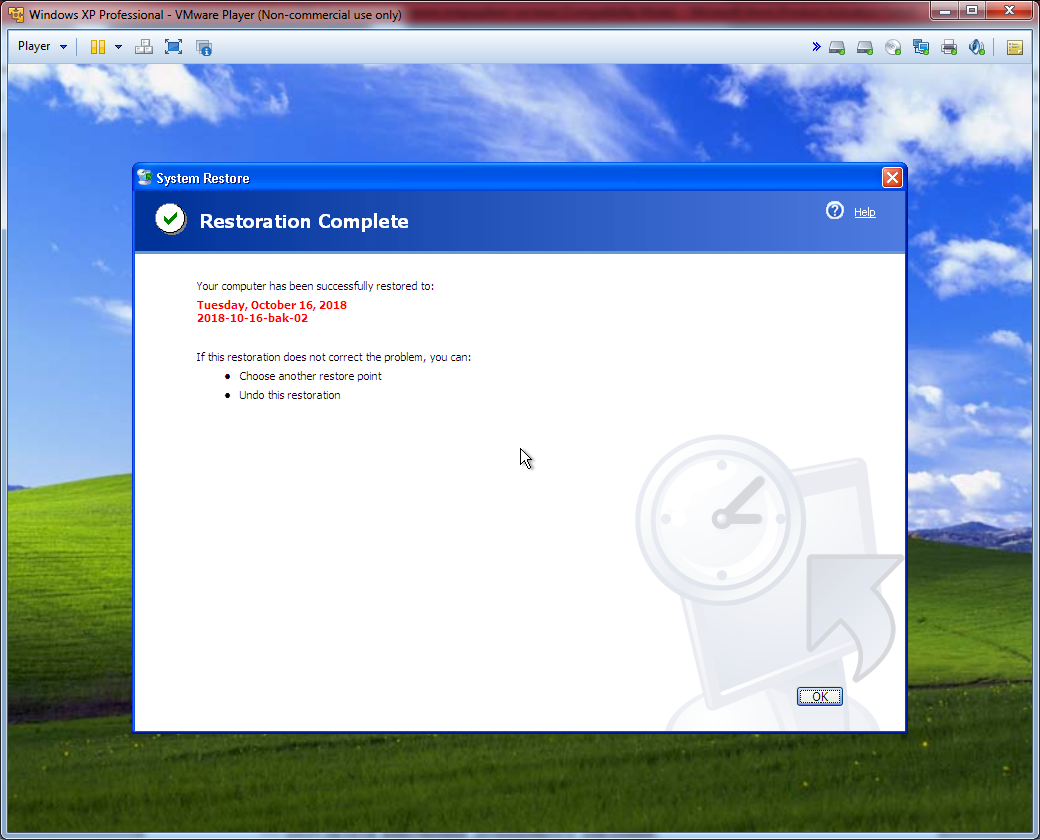 Windows XP Professional - VMware Player (Non-commercial use only)
Player
System Restore
Restoration Complete
Help
Your computer has been successfully restored to:
Tuesday, October 16, 2018
2018-10-16-bak-02
If this restoration does not correct the problem, you can:
Choose another restore point
Undo this restoration
OK